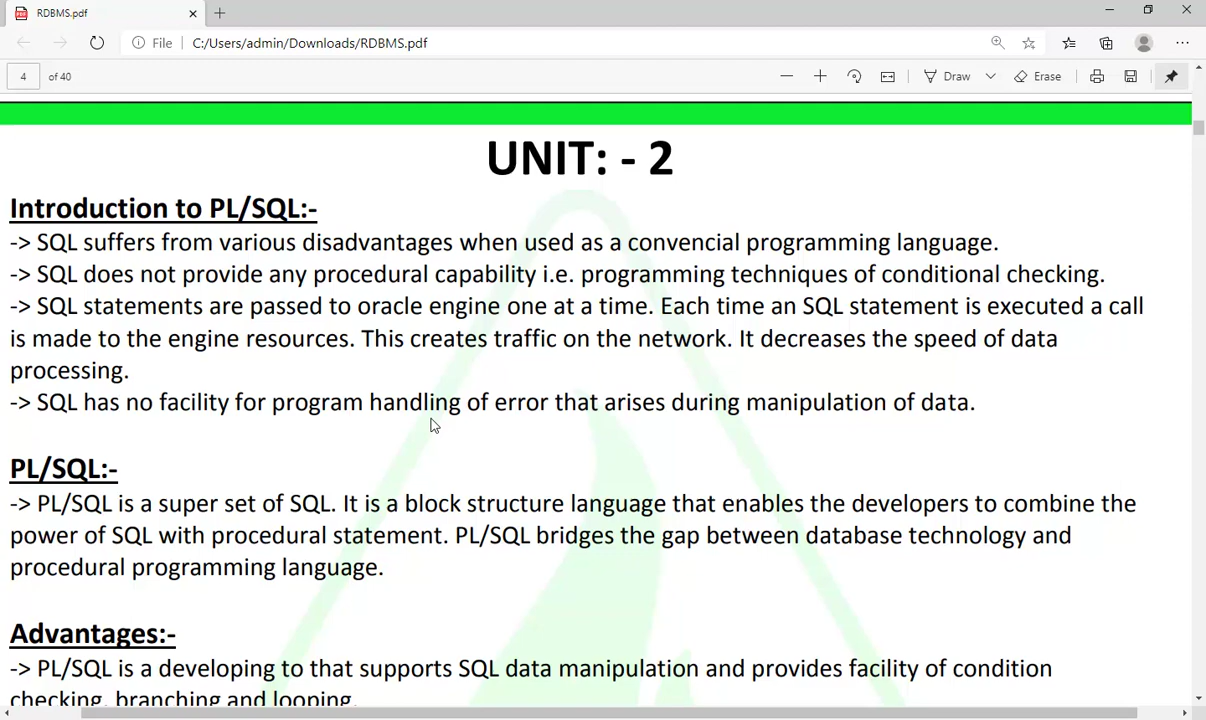 RDBMS.pdf
File C:/Users/admin/Downloads/RDBMS.pdf
4 of 40 Draw Erase
UNIT: - 2
Introduction to PL/SQL:-
-> SQL suffers from various disadvantages when used as a convencial programming language.
-> SQL does not provide any procedural capability i.e. programming techniques of conditional checking.
-> SQL statements are passed to oracle engine one at a time. Each time an SQL statement is executed a call
is made to the engine resources. This creates traffic on the network. It decreases the speed of data
processing.
-> SQL has no facility for program handling of error that arises during manipulation of data.
PL/SQL:-
-> PL/SQL is a super set of SQL. It is a block structure language that enables the developers to combine the
power of SQL with procedural statement. PL/SQL bridges the gap between database technology and
procedural programming language.
Advantages:-
-> PL/SQL is a developing to that supports SQL data manipulation and provides facility of condition
checking, branching and looping.